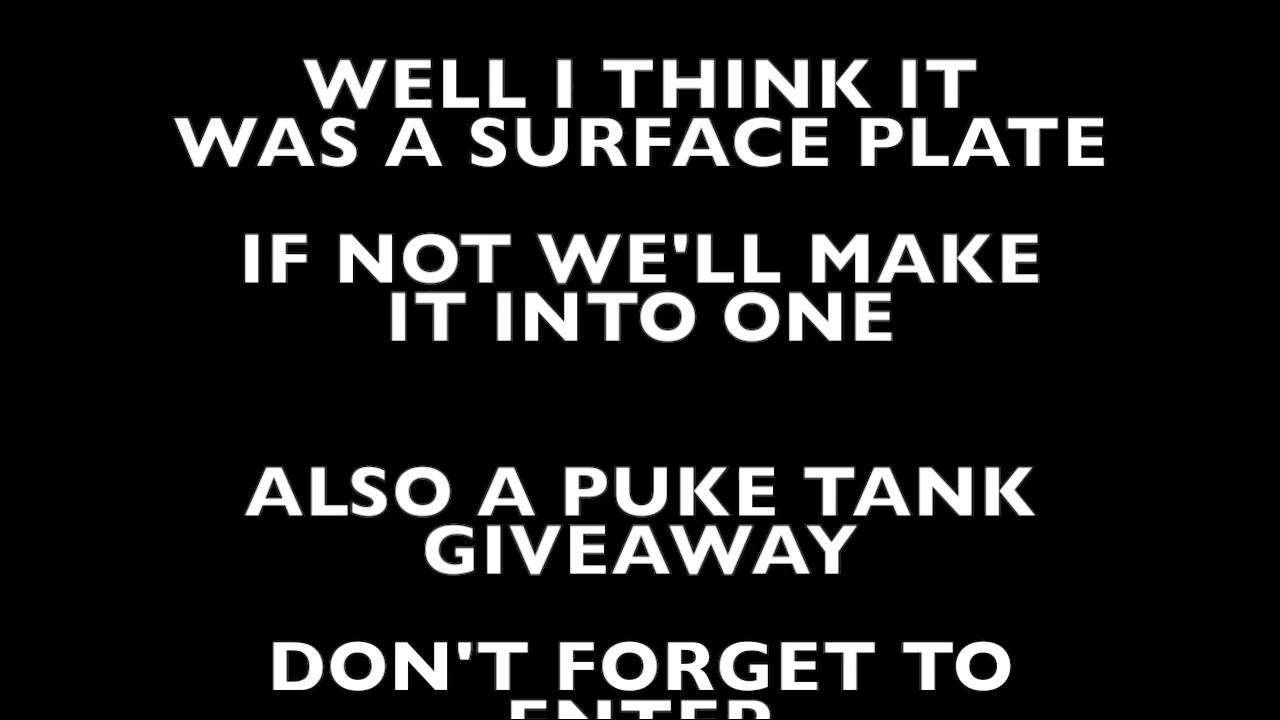 WELL I THINK IT
WAS A SURFACE PLATE
IF NOT WE'LL MAKE
IT INTO ONE
ALSO A PUKE TANK
GIVEAWAY
DON'T FORGET TO
ENTER